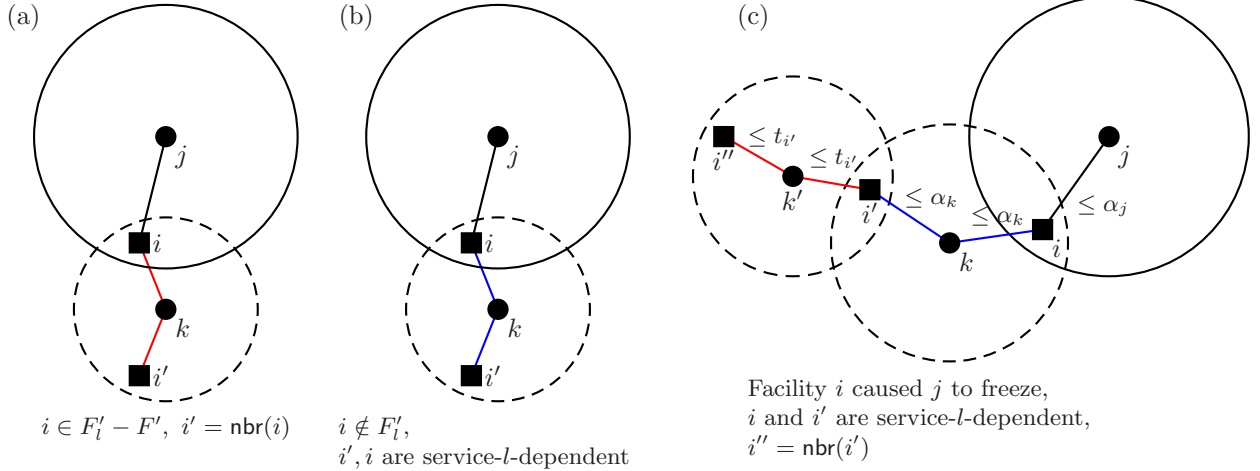 (a)
j
i
k
i′
i ∈ F′_l − F′, i′ = nbr(i)
(b)
j
i
k
i′
i ∉ F′_l,
i′, i are service-l-dependent
(c)
i′′
≤ t_{i′}
≤ t_{i′}
k′
i′
≤ α_k
≤ α_k
k
i
≤ α_j
j
Facility i caused j to freeze,
i and i′ are service-l-dependent,
i′′ = nbr(i′)